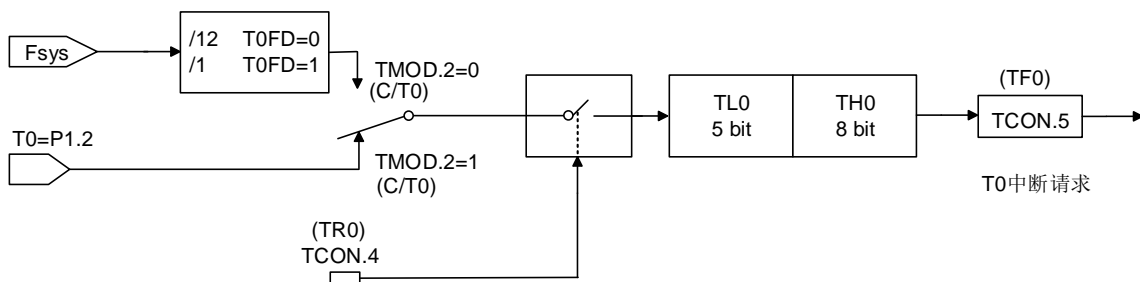 Fsys
/12 T0FD=0
/1 T0FD=1
TMOD.2=0
(C/T0)
T0=P1.2
TMOD.2=1
(C/T0)
(TR0)
TCON.4
TL0
5 bit
TH0
8 bit
(TF0)
TCON.5
T0中断请求